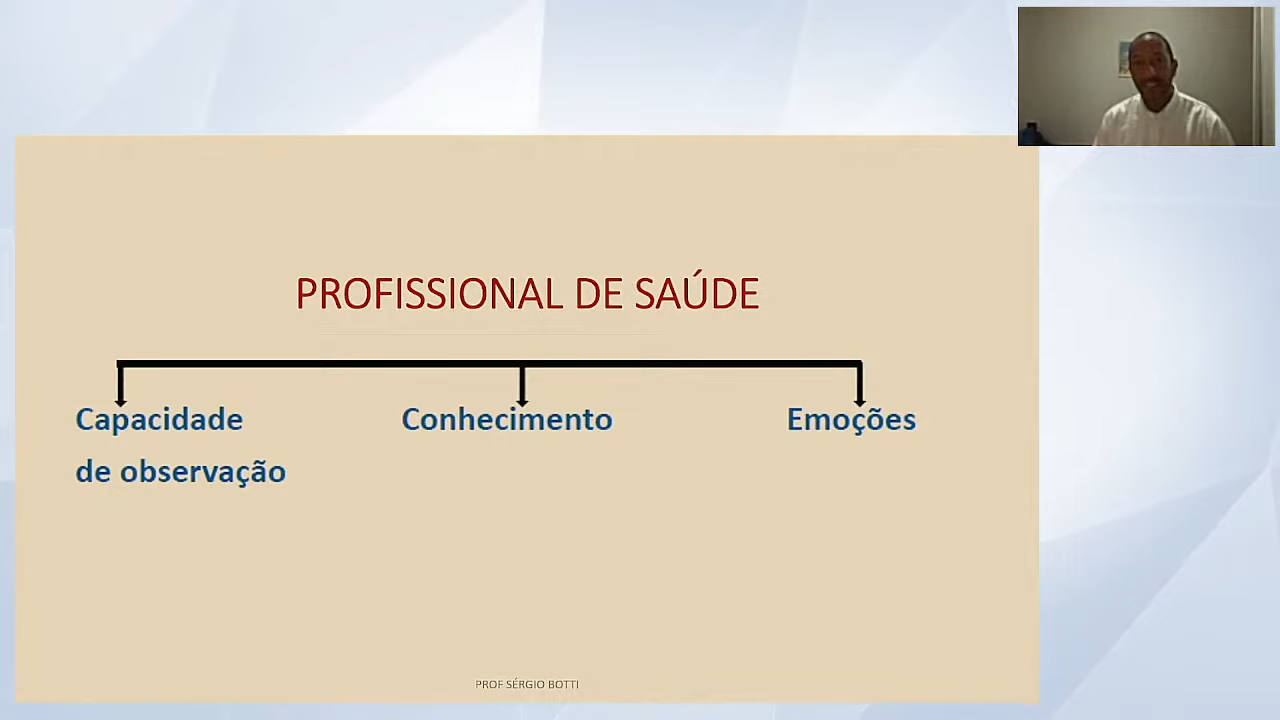 PROFISSIONAL DE SAÚDE
Capacidade
de observação
Conhecimento
Emoções
PROF SÉRGIO BOTTI